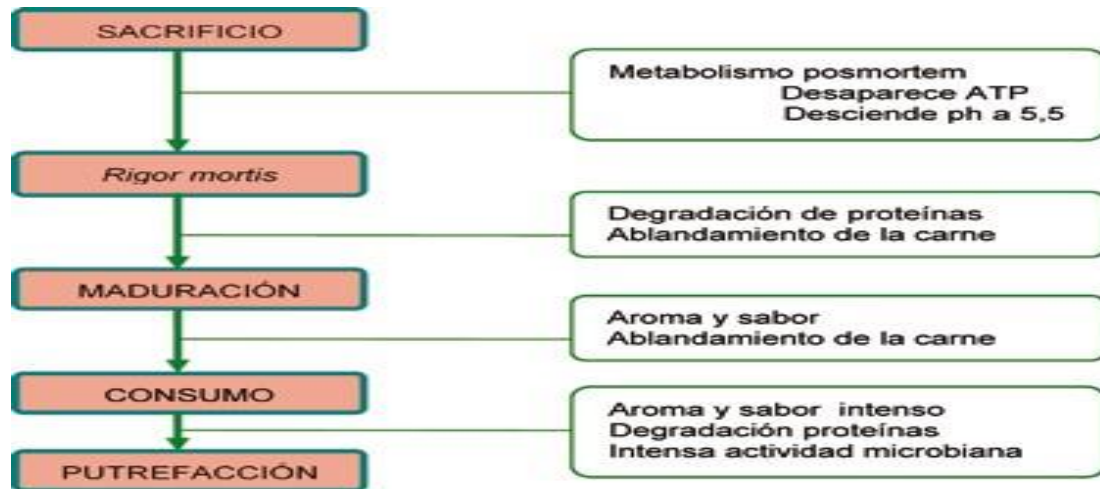 SACRIFICIO
Metabolismo posmortem
Desaparece ATP
Desciende ph a 5,5
Rigor mortis
Degradación de proteínas
Ablandamiento de la carne
MADURACIÓN
Aroma y sabor
Ablandamiento de la carne
CONSUMO
Aroma y sabor intenso
Degradación proteínas
Intensa actividad microbiana
PUTREFACCIÓN